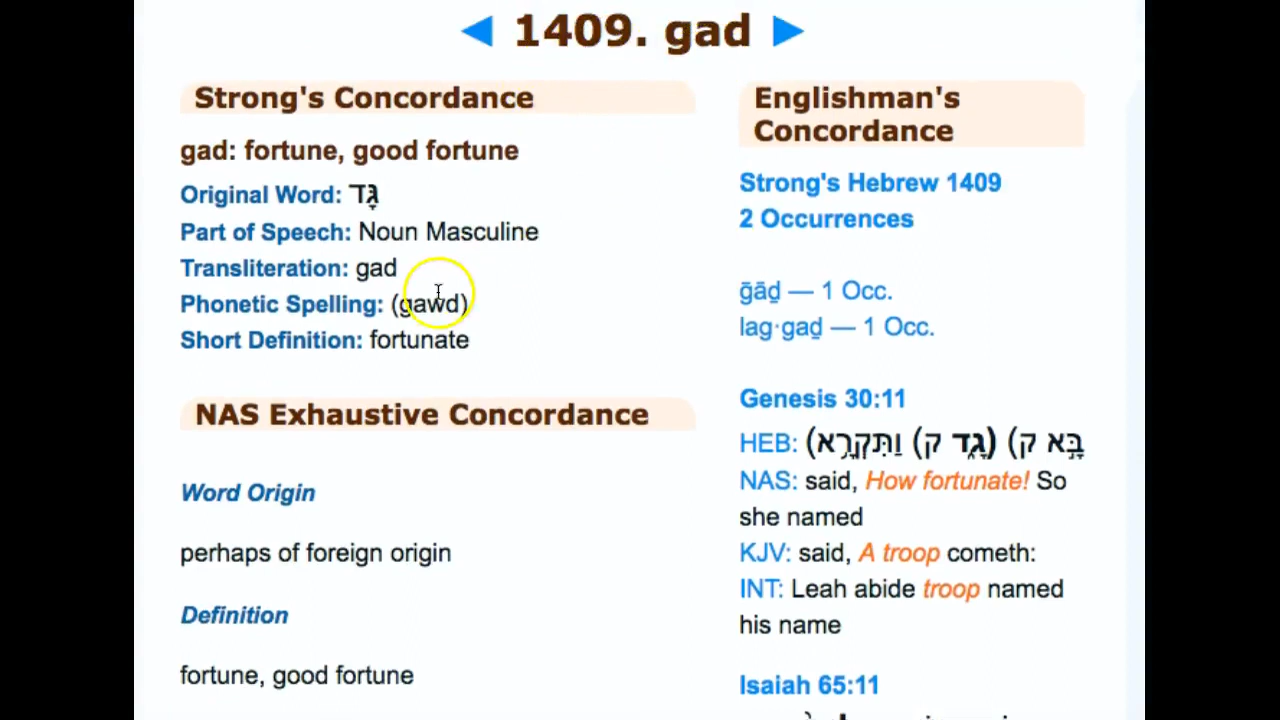 ◀ 1409. gad ▶
Strong's Concordance
gad: fortune, good fortune
Original Word: גָּד
Part of Speech: Noun Masculine
Transliteration: gad
Phonetic Spelling: (gawd)
Short Definition: fortunate
NAS Exhaustive Concordance
Word Origin
perhaps of foreign origin
Definition
fortune, good fortune
Englishman's
Concordance
Strong's Hebrew 1409
2 Occurrences
ḡāḏ — 1 Occ.
lag·gaḏ — 1 Occ.
Genesis 30:11
HEB: בָּ֣א ק) (גָ֑ד ק) וַתִּקְרָ֥א)
NAS: said, How fortunate! So
she named
KJV: said, A troop cometh:
INT: Leah abide troop named
his name
Isaiah 65:11